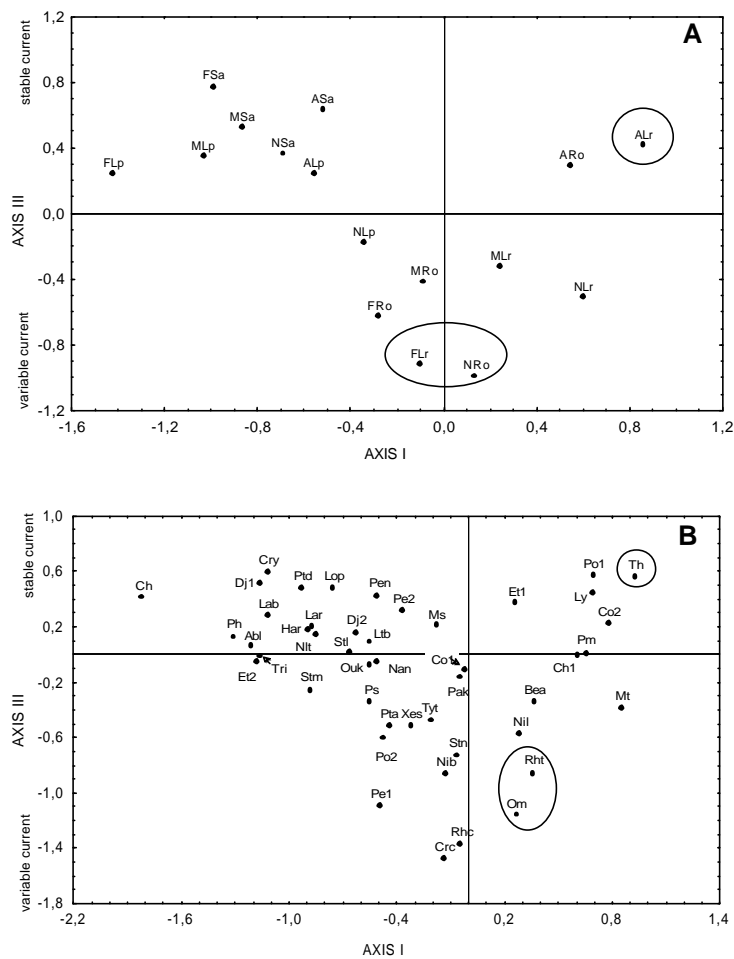 A
stable current
variable current
AXIS III
1,2
0,8
0,4
0,0
-0,4
-0,8
-1,2
FSa
ASa
MSa
NSa
MLp
FLp
ALp
ALr
ARo
NLp
MRo
MLr
FRo
NLr
FLr
NRo
-1,6 -1,2 -0,8 -0,4 0,0 0,4 0,8 1,2
AXIS I
B
stable current
variable current
AXIS III
1,0
0,6
0,2
-0,2
-0,6
-1,0
-1,4
-1,8
Cry
Ch Dj1 Ptd Lop Pen Po1 Th
Lab Lar Pe2 Et1 Ly
Ph Har Dj2 Ms Co2
Abl Nlt Stl Ltb Co1 Pm
Et2 Tri Stm Ouk Nan Pak Ch1
Ps Bea Mt
Pta Xes Tyt Nil
Po2 Stn
Nib Rht
Pe1 Om
Rhc
Crc
-2,2 -1,6 -1,0 -0,4 0,2 0,8 1,4
AXIS I